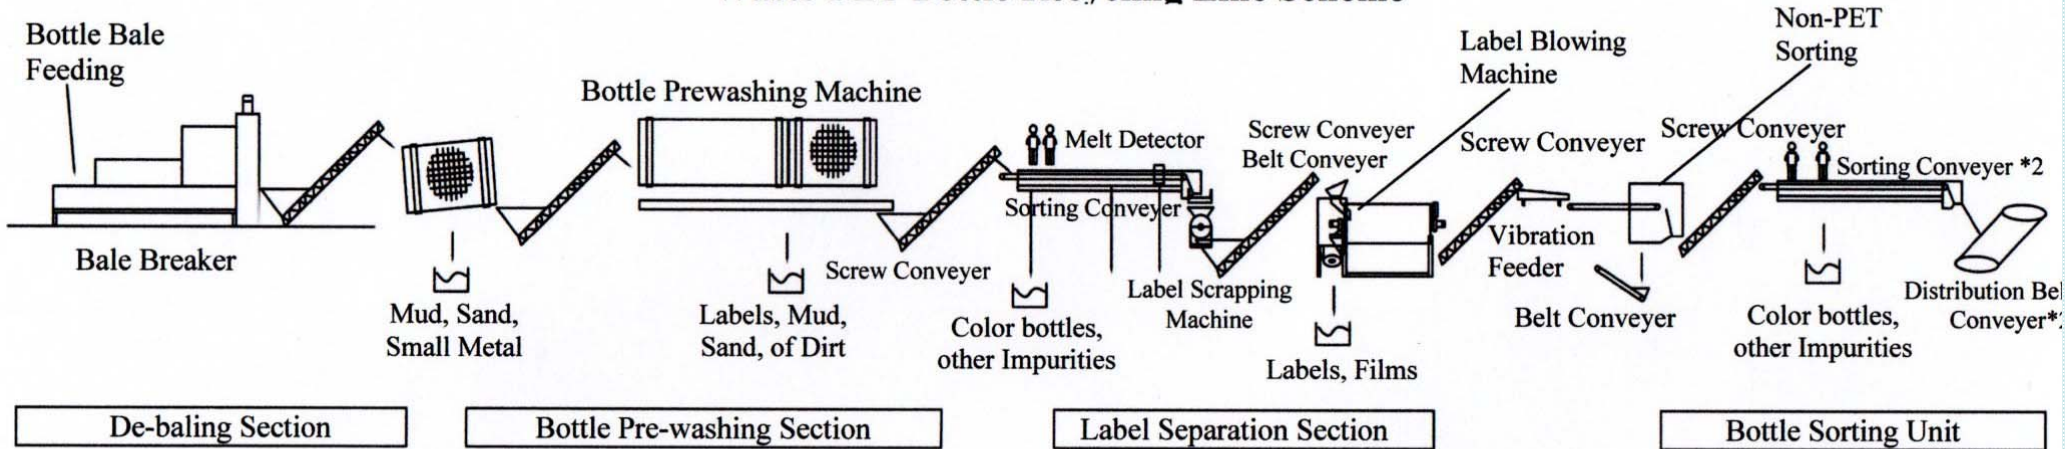 Bottle Bale
Feeding
Bale Breaker
Mud, Sand,
Small Metal
Bottle Prewashing Machine
Labels, Mud,
Sand, of Dirt
Screw Conveyer
Melt Detector
Sorting Conveyer
Color bottles,
other Impurities
Label Scrapping
Machine
Screw Conveyer
Belt Conveyer
Labels, Films
Label Blowing
Machine
Screw Conveyer
Vibration
Feeder
Belt Conveyer
Non-PET
Sorting
Screw Conveyer
Sorting Conveyer *2
Color bottles,
other Impurities
Distribution
Conveyer*
De-baling Section
Bottle Pre-washing Section
Label Separation Section
Bottle Sorting Unit